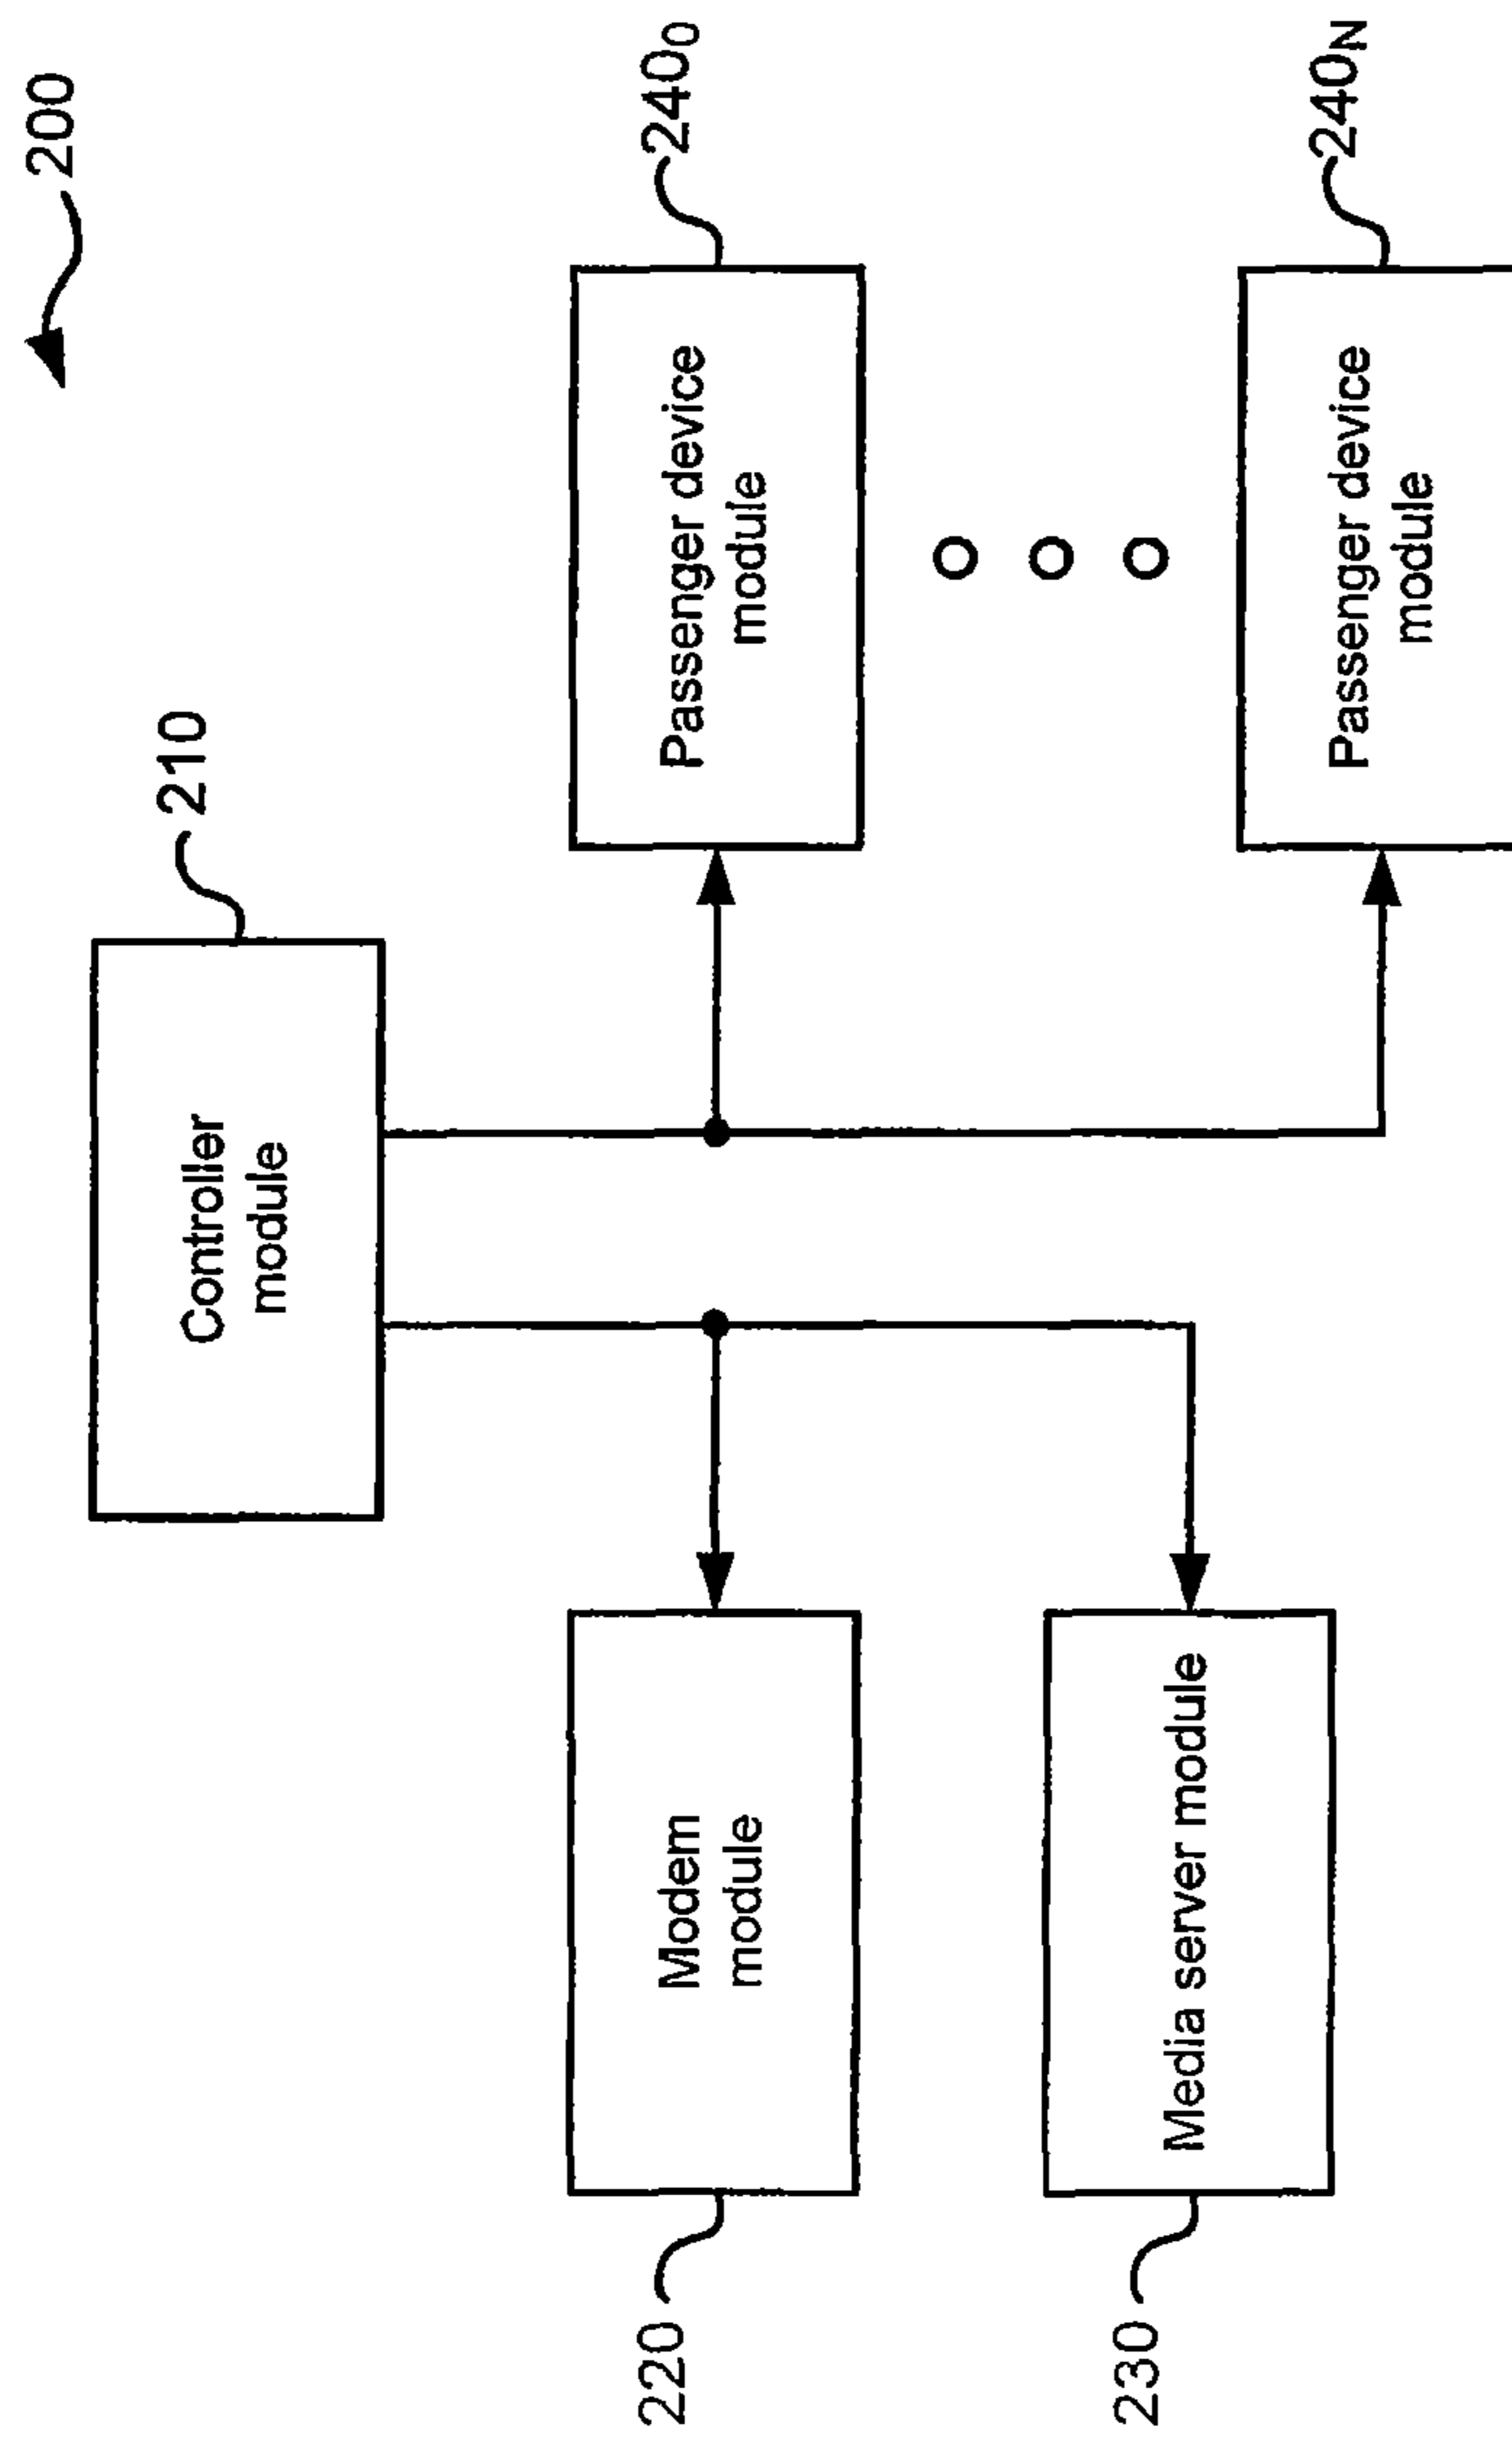 200
210
Controller
module
220
Modem
module
Passenger device
module
240₀
230
Media server module
Passenger device
module
240N